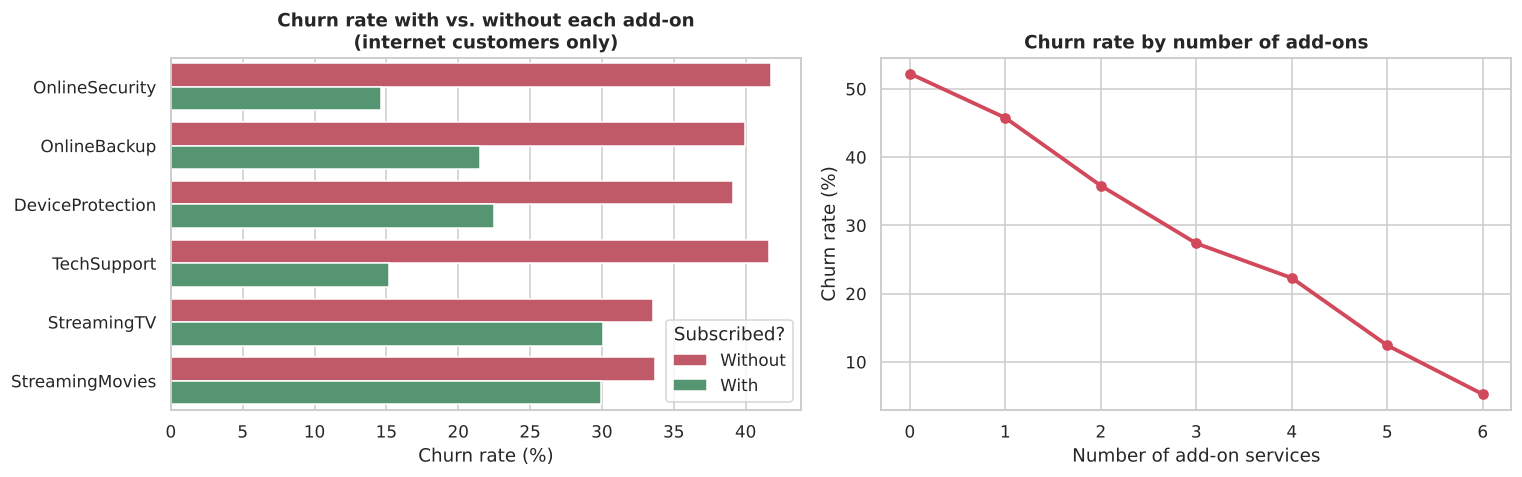 Churn rate with vs. without each add-on
(internet customers only)
OnlineSecurity
OnlineBackup
DeviceProtection
TechSupport
StreamingTV
StreamingMovies
Subscribed?
Without
With
0 5 10 15 20 25 30 35 40
Churn rate (%)
Churn rate by number of add-ons
Churn rate (%)
50
40
30
20
10
0 1 2 3 4 5 6
Number of add-on services